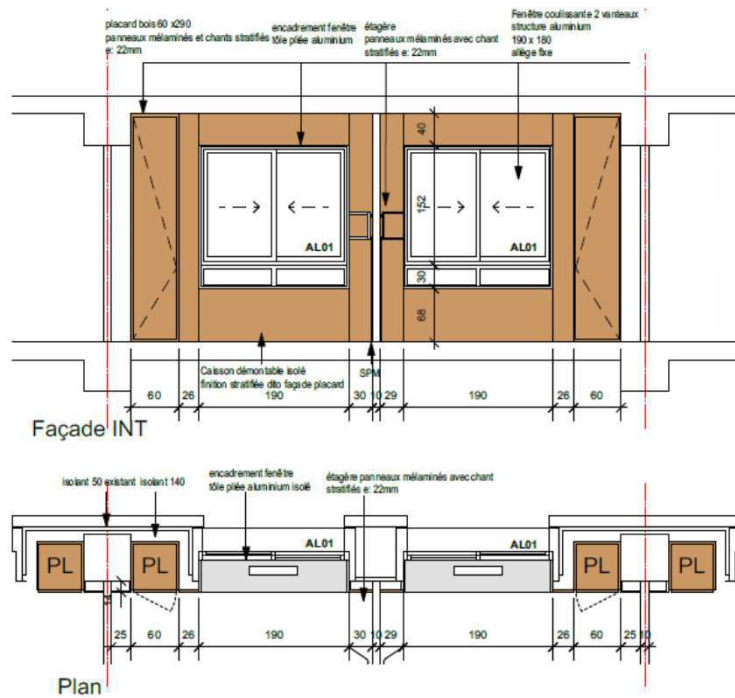 placard bois 60 x290
panneaux mélaminés et chants stratifiés
e: 22mm
encadrement fenêtre
tôle pliée aluminium
étagère
panneaux mélaminés avec chant
stratifiés e: 22mm
Fenêtre coulissante 2 vanteaux
structure aluminium
190 x 180
allège fixe
40
152
30
68
AL01
AL01
Caisson démontable isolé
finition stratifiée dito façade placard
SPM
60 26 190 30 10 29 190 26 60
Façade INT
isolant 50 existant isolant 140
encadrement fenêtre
tôle pliée aluminium isolé
étagère panneaux mélaminés avec chant
stratifiés e: 22mm
AL01
AL01
PL PL PL PL
25 60 26 190 30 10 29 190 26 60 25 10
Plan